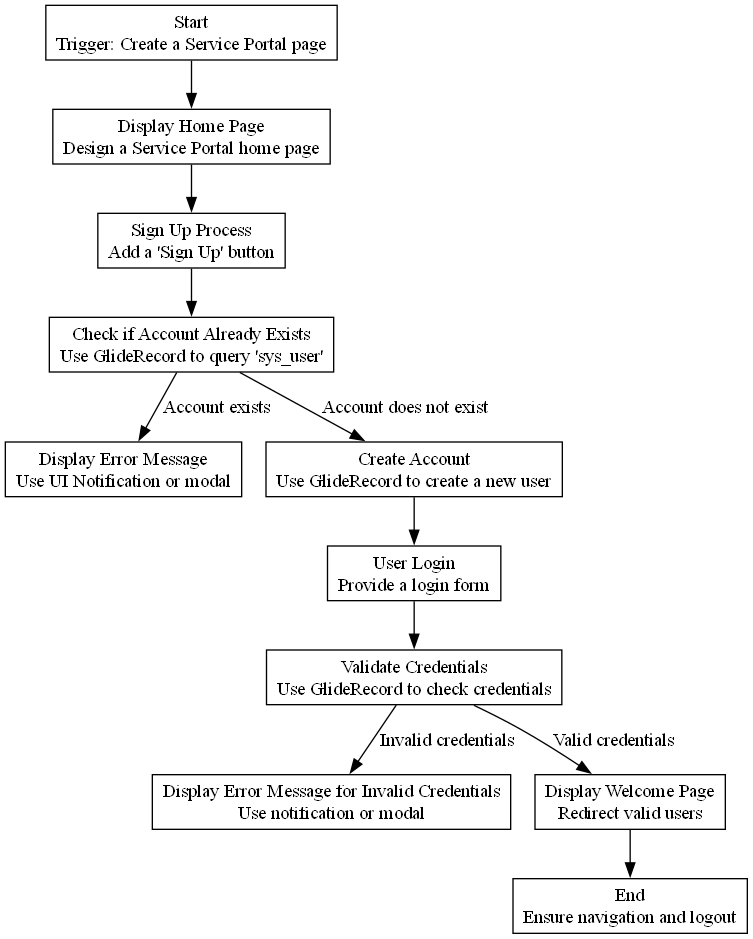 Start
Trigger: Create a Service Portal page
Display Home Page
Design a Service Portal home page
Sign Up Process
Add a 'Sign Up' button
Check if Account Already Exists
Use GlideRecord to query 'sys_user'
Account exists
Account does not exist
Display Error Message
Use UI Notification or modal
Create Account
Use GlideRecord to create a new user
User Login
Provide a login form
Validate Credentials
Use GlideRecord to check credentials
Invalid credentials
Valid credentials
Display Error Message for Invalid Credentials
Use notification or modal
Display Welcome Page
Redirect valid users
End
Ensure navigation and logout